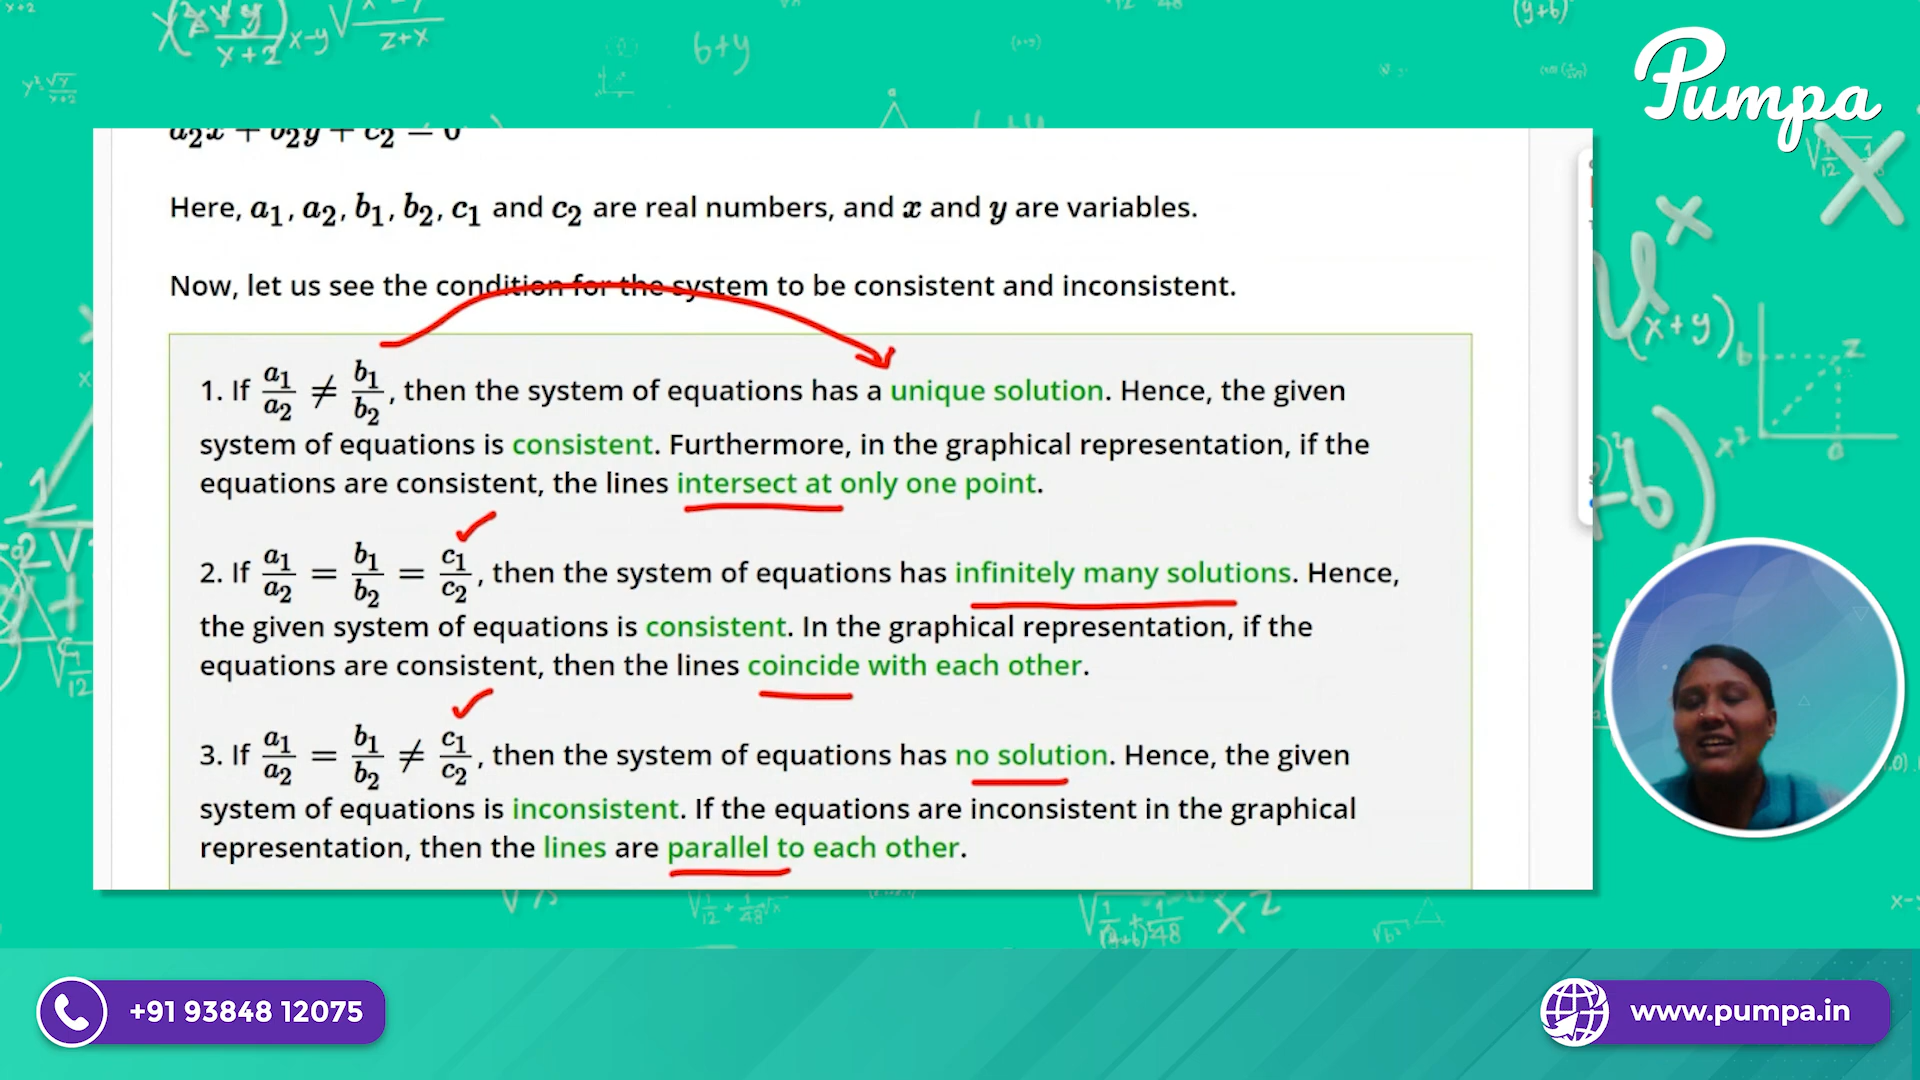 Pumpa
a₂x + b₂y + c₂ = 0
Here, a₁, a₂, b₁, b₂, c₁ and c₂ are real numbers, and x and y are variables.
Now, let us see the condition for the system to be consistent and inconsistent.
1. If a₁/a₂ ≠ b₁/b₂, then the system of equations has a unique solution. Hence, the given
system of equations is consistent. Furthermore, in the graphical representation, if the
equations are consistent, the lines intersect at only one point.
2. If a₁/a₂ = b₁/b₂ = c₁/c₂, then the system of equations has infinitely many solutions. Hence,
the given system of equations is consistent. In the graphical representation, if the
equations are consistent, then the lines coincide with each other.
3. If a₁/a₂ = b₁/b₂ ≠ c₁/c₂, then the system of equations has no solution. Hence, the given
system of equations is inconsistent. If the equations are inconsistent in the graphical
representation, then the lines are parallel to each other.
+91 93848 12075
www.pumpa.in